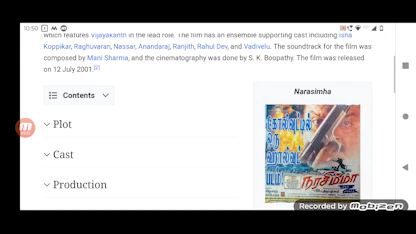 10:50
which features Vijayakanth in the lead role. The film has an ensemble supporting cast including Isha
Koppikar, Raghuvaran, Nassar, Anandaraj, Ranjith, Rahul Dev, and Vadivelu. The soundtrack for the film was
composed by Mani Sharma, and the cinematography was done by S. K. Boopathy. The film was released
on 12 July 2001.[2]
Contents
Narasimha
Plot
Cast
Production
நரசிம்மா
Recorded by Mobizen